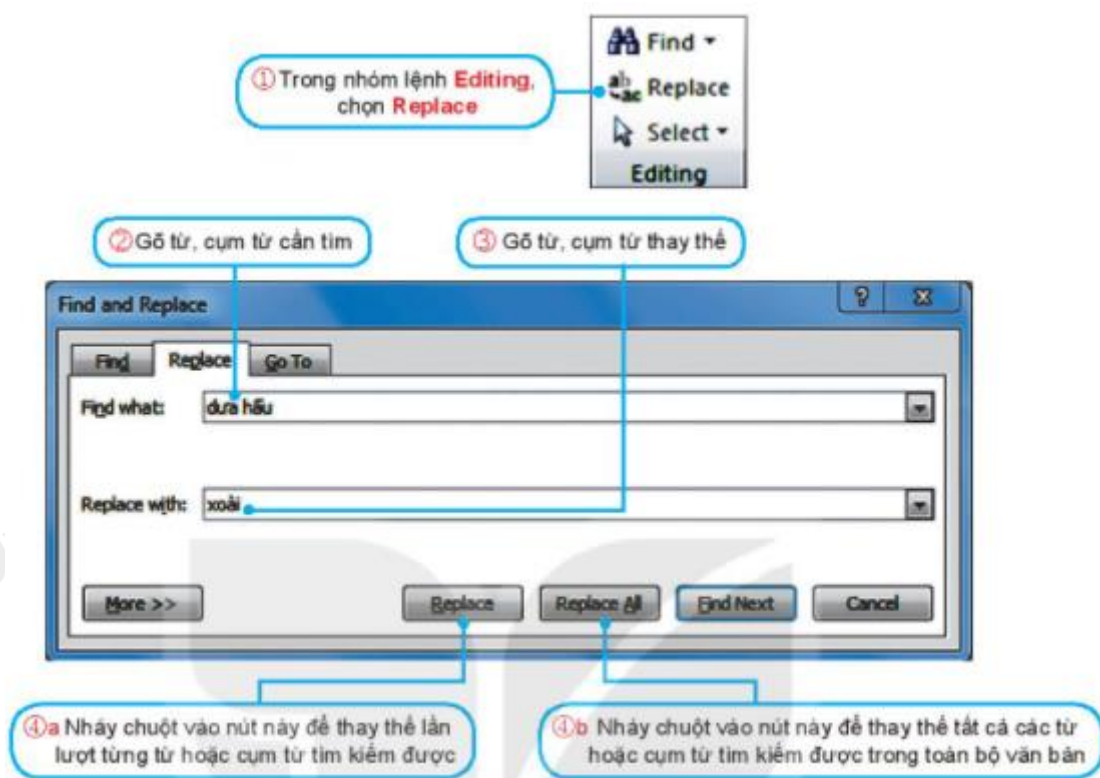 Find
Replace
Select
Editing
① Trong nhóm lệnh Editing,
chọn Replace
② Gõ từ, cụm từ cần tìm
③ Gõ từ, cụm từ thay thế
Find and Replace
Find Replace Go To
Find what: dưa hấu
Replace with: xoài
More >> Replace Replace All Find Next Cancel
④a Nháy chuột vào nút này để thay thế lần
lượt từng từ hoặc cụm từ tìm kiếm được
④b Nháy chuột vào nút này để thay thế tất cả các từ
hoặc cụm từ tìm kiếm được trong toàn bộ văn bản